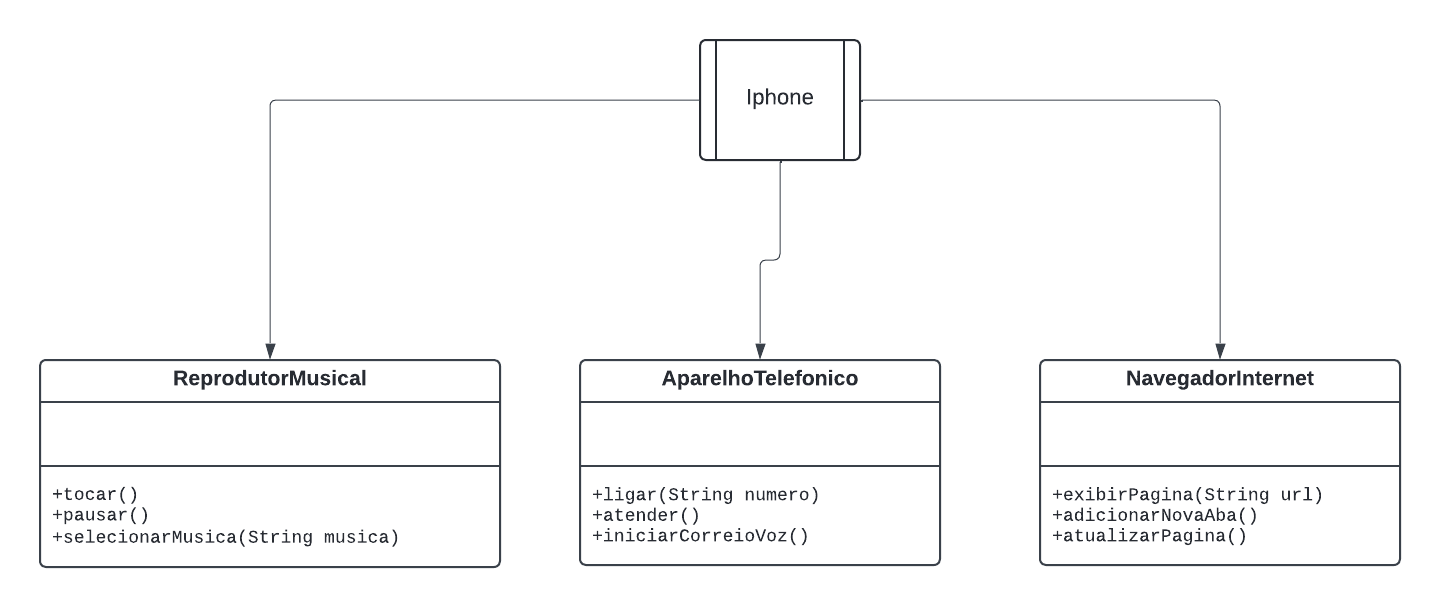 Iphone
ReprodutorMusical
+tocar()
+pausar()
+selecionarMusica(String musica)
AparelhoTelefonico
+ligar(String numero)
+atender()
+iniciarCorreioVoz()
NavegadorInternet
+exibirPagina(String url)
+adicionarNovaAba()
+atualizarPagina()